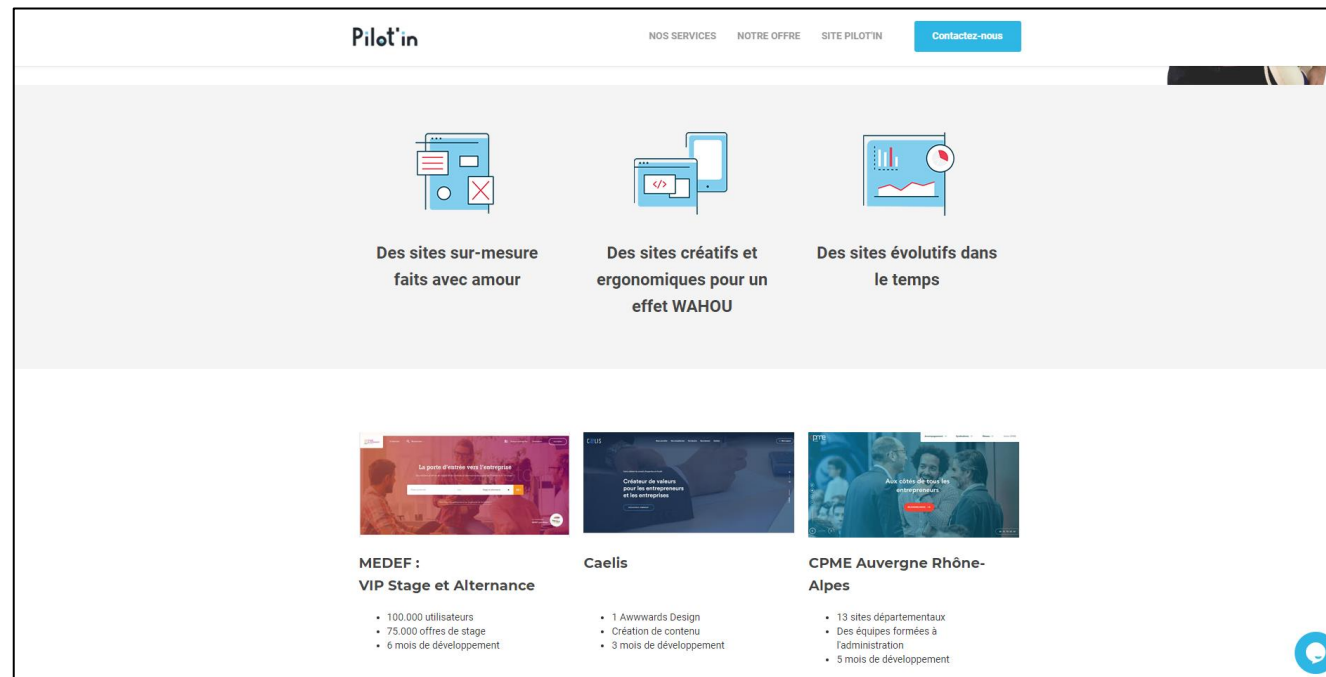 Pilot'in
NOS SERVICES NOTRE OFFRE SITE PILOT'IN Contactez-nous
Des sites sur-mesure
faits avec amour
Des sites créatifs et
ergonomiques pour un
effet WAHOU
Des sites évolutifs dans
le temps
</>
La porte d'entrée vers l'entreprise
Créateur de valeurs
pour les entrepreneurs
et les entreprises
Aux côtés de tous les
entrepreneurs
MEDEF :
VIP Stage et Alternance
100.000 utilisateurs
75.000 offres de stage
6 mois de développement
Caelis
1 Awwwards Design
Création de contenu
3 mois de développement
CPME Auvergne Rhône-
Alpes
13 sites départementaux
Des équipes formées à
l'administration
5 mois de développement